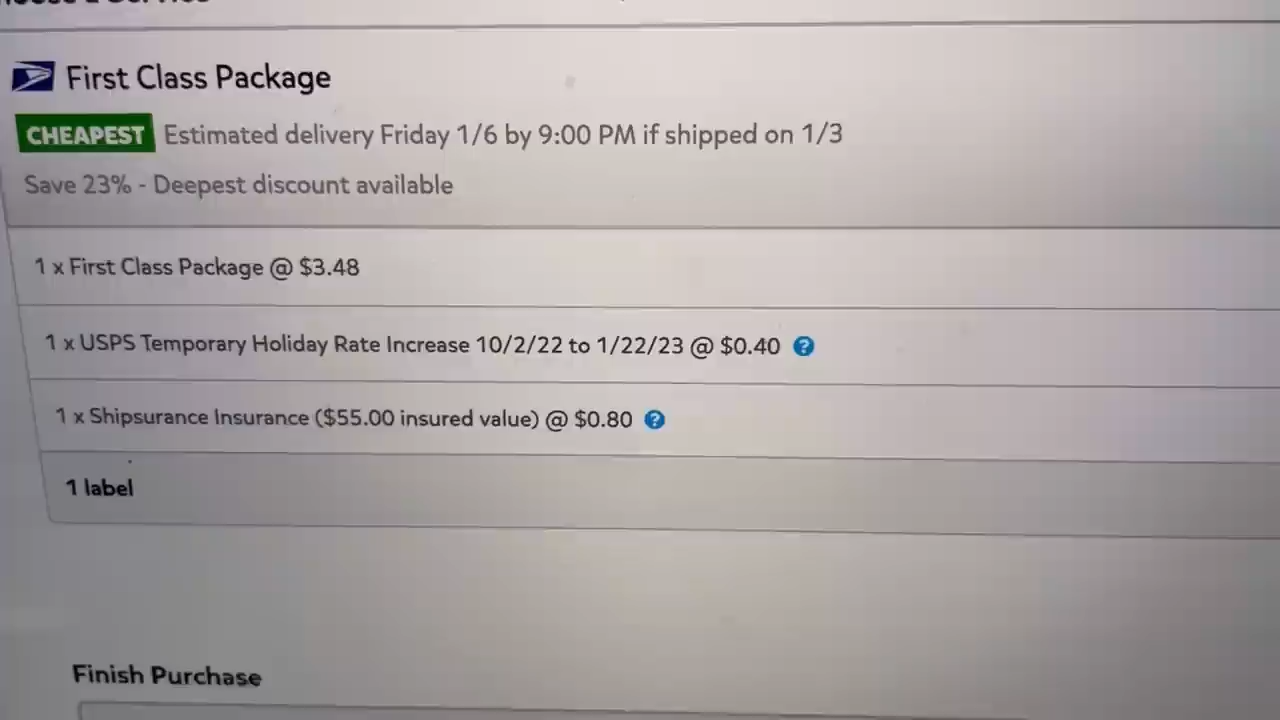 First Class Package
CHEAPEST Estimated delivery Friday 1/6 by 9:00 PM if shipped on 1/3
Save 23% - Deepest discount available
1 x First Class Package @ $3.48
1 x USPS Temporary Holiday Rate Increase 10/2/22 to 1/22/23 @ $0.40 ?
1 x Shipsurance Insurance ($55.00 insured value) @ $0.80 ?
1 label
Finish Purchase